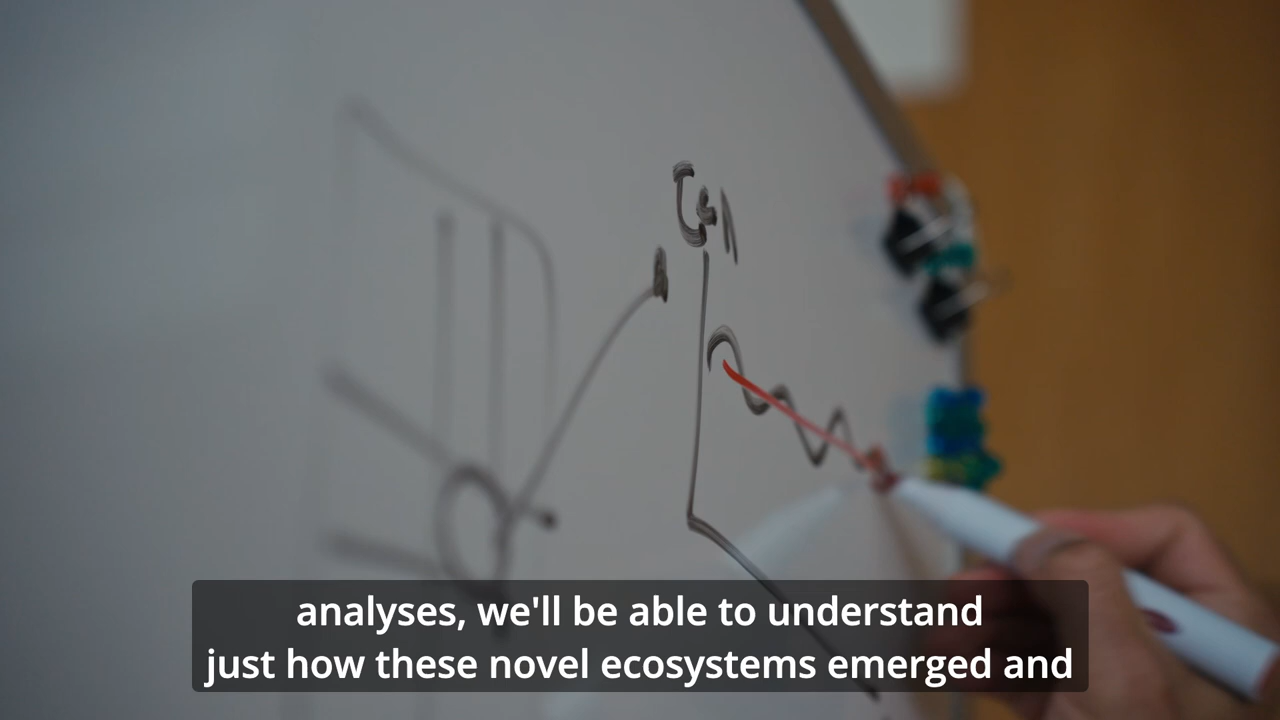 analyses, we'll be able to understand
just how these novel ecosystems emerged and